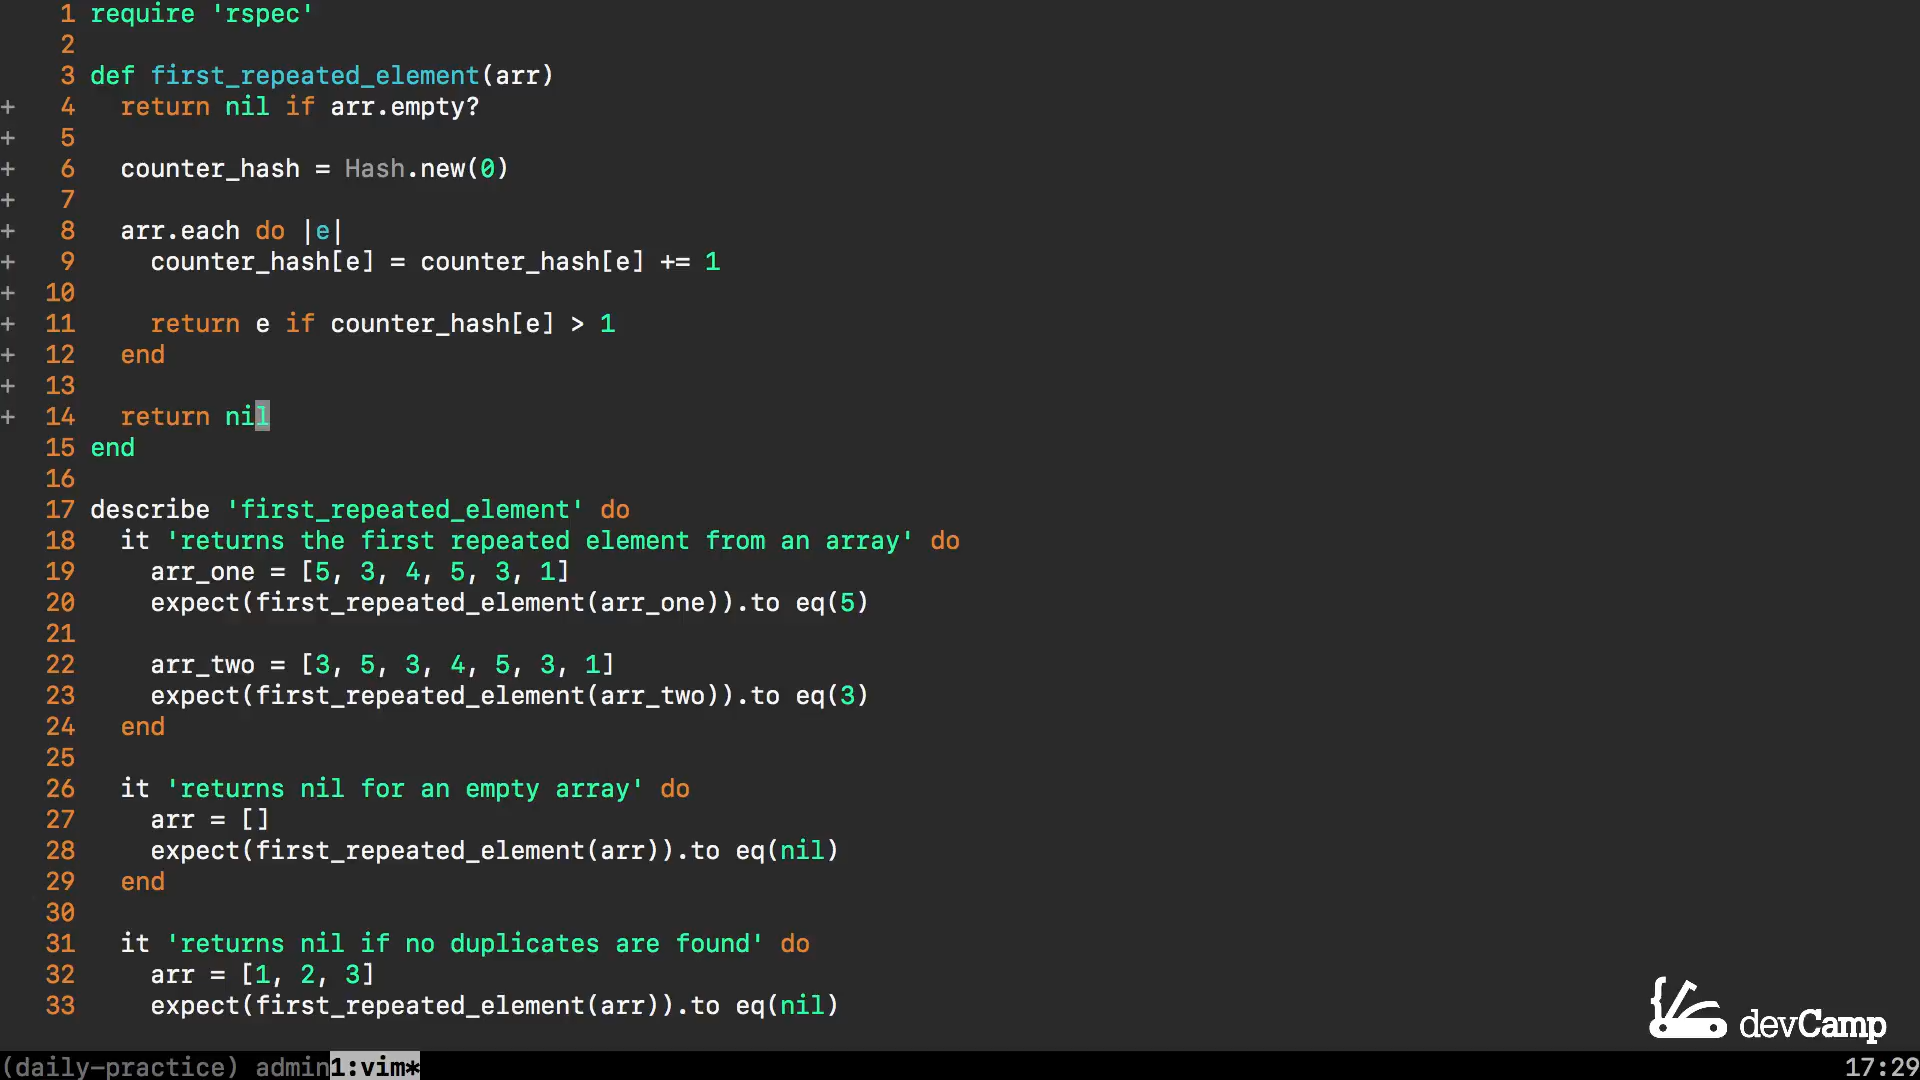 1 require 'rspec'
2
3 def first_repeated_element(arr)
+ 4   return nil if arr.empty?
+ 5
+ 6   counter_hash = Hash.new(0)
+ 7
+ 8   arr.each do |e|
+ 9     counter_hash[e] = counter_hash[e] += 1
+ 10
+ 11     return e if counter_hash[e] > 1
+ 12   end
+ 13
+ 14   return nil
15 end
16
17 describe 'first_repeated_element' do
18   it 'returns the first repeated element from an array' do
19     arr_one = [5, 3, 4, 5, 3, 1]
20     expect(first_repeated_element(arr_one)).to eq(5)
21
22     arr_two = [3, 5, 3, 4, 5, 3, 1]
23     expect(first_repeated_element(arr_two)).to eq(3)
24   end
25
26   it 'returns nil for an empty array' do
27     arr = []
28     expect(first_repeated_element(arr)).to eq(nil)
29   end
30
31   it 'returns nil if no duplicates are found' do
32     arr = [1, 2, 3]
33     expect(first_repeated_element(arr)).to eq(nil)
devCamp
(daily-practice) admin 1:vim* 17:29